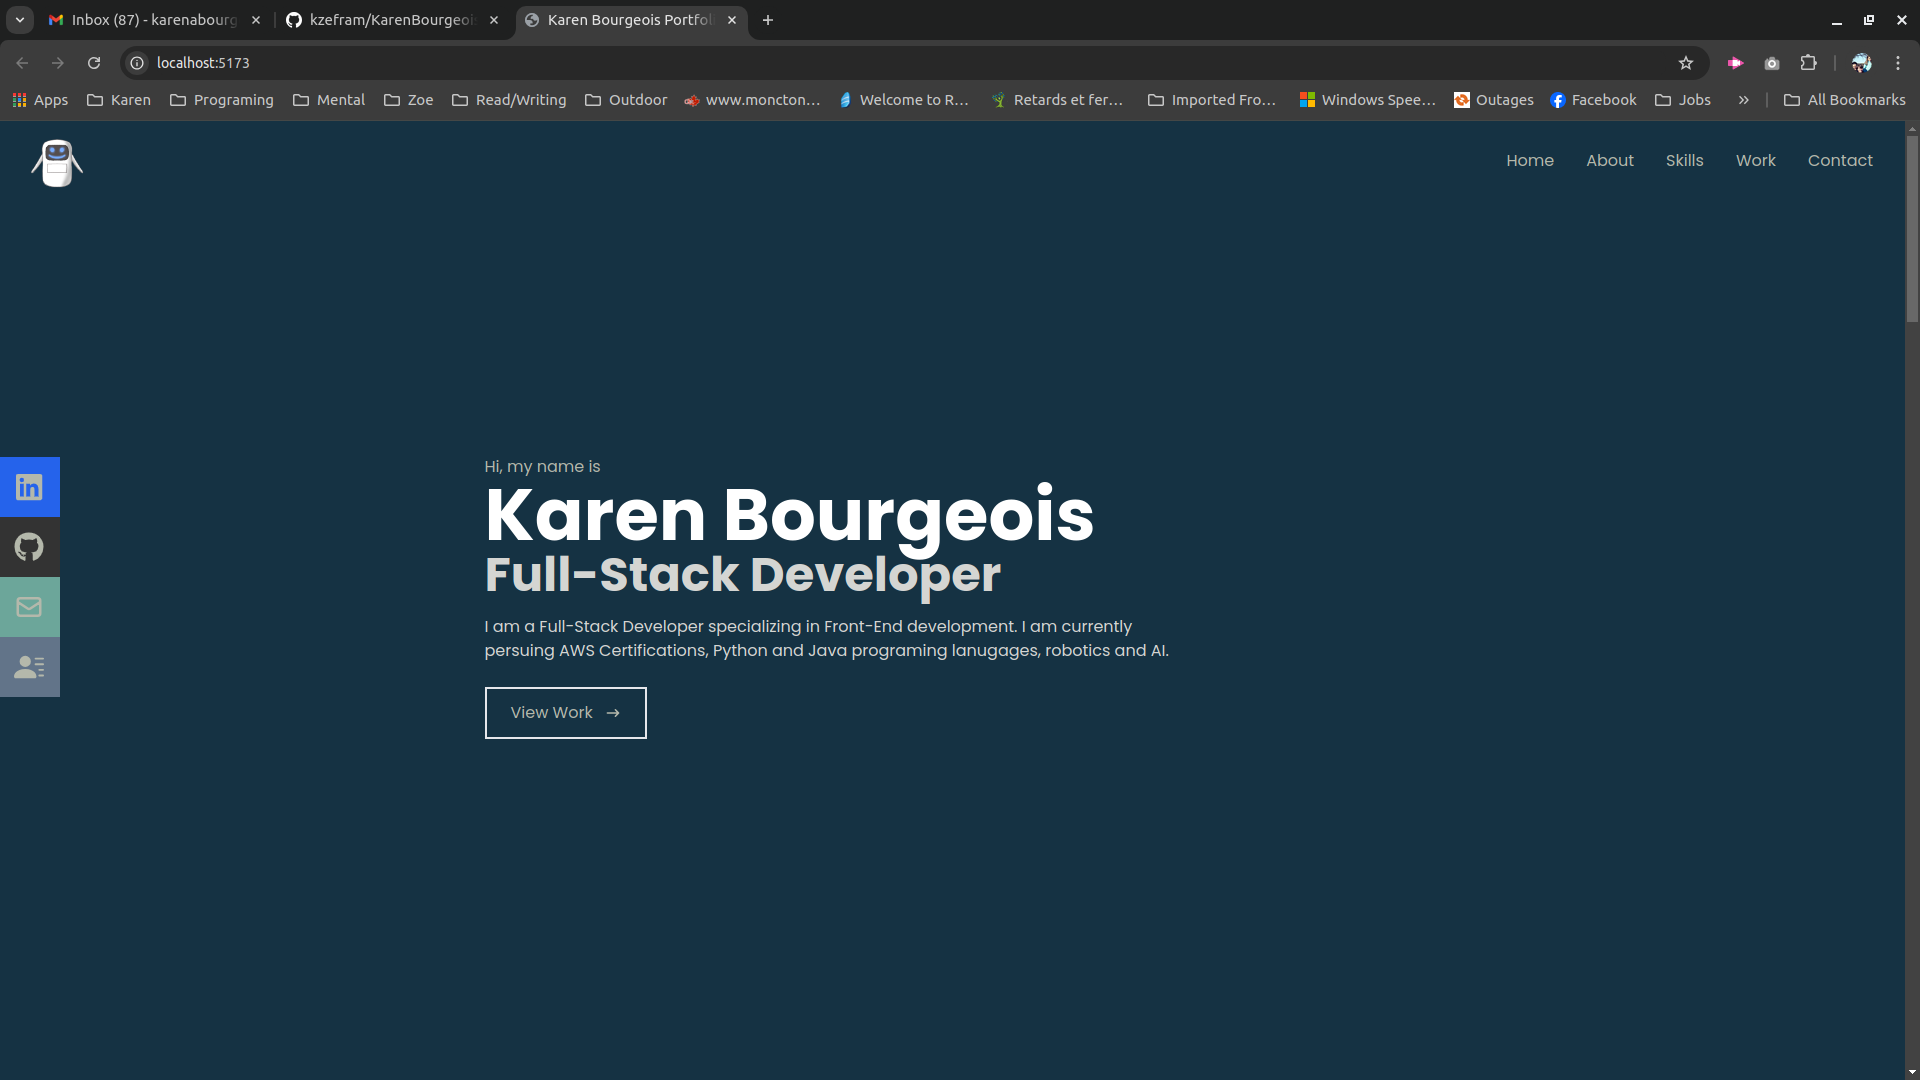 Inbox (87) - karenabourg
kzefram/KarenBourgeois
Karen Bourgeois Portfoli
localhost:5173
Apps
Karen
Programing
Mental
Zoe
Read/Writing
Outdoor
www.moncton...
Welcome to R...
Retards et fer...
Imported Fro...
Windows Spee...
Outages
Facebook
Jobs
»
All Bookmarks
Home
About
Skills
Work
Contact
Hi, my name is
Karen Bourgeois
Full-Stack Developer
I am a Full-Stack Developer specializing in Front-End development. I am currently
persuing AWS Certifications, Python and Java programing lanugages, robotics and AI.
View Work →